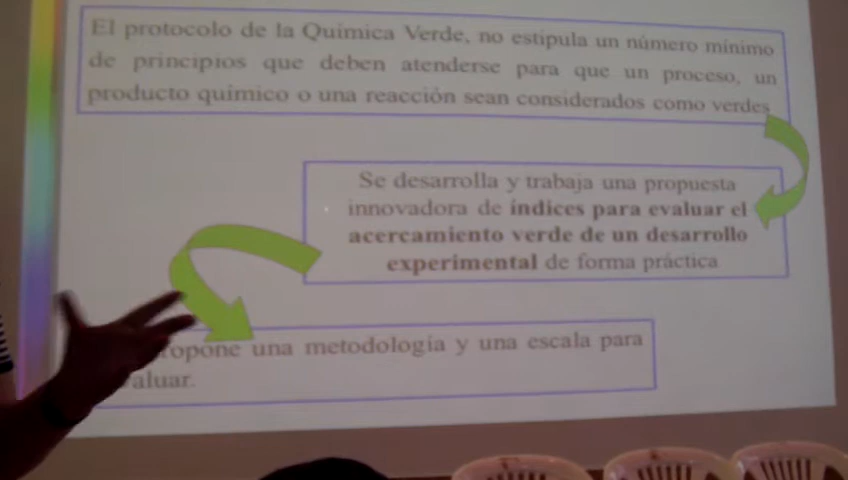 El protocolo de la Química Verde, no estipula un número mínimo
de principios que deben atenderse para que un proceso, un
producto químico o una reacción sean considerados como verdes
Se desarrolla y trabaja una propuesta
innovadora de índices para evaluar el
acercamiento verde de un desarrollo
experimental de forma práctica
una metodología y una escala para